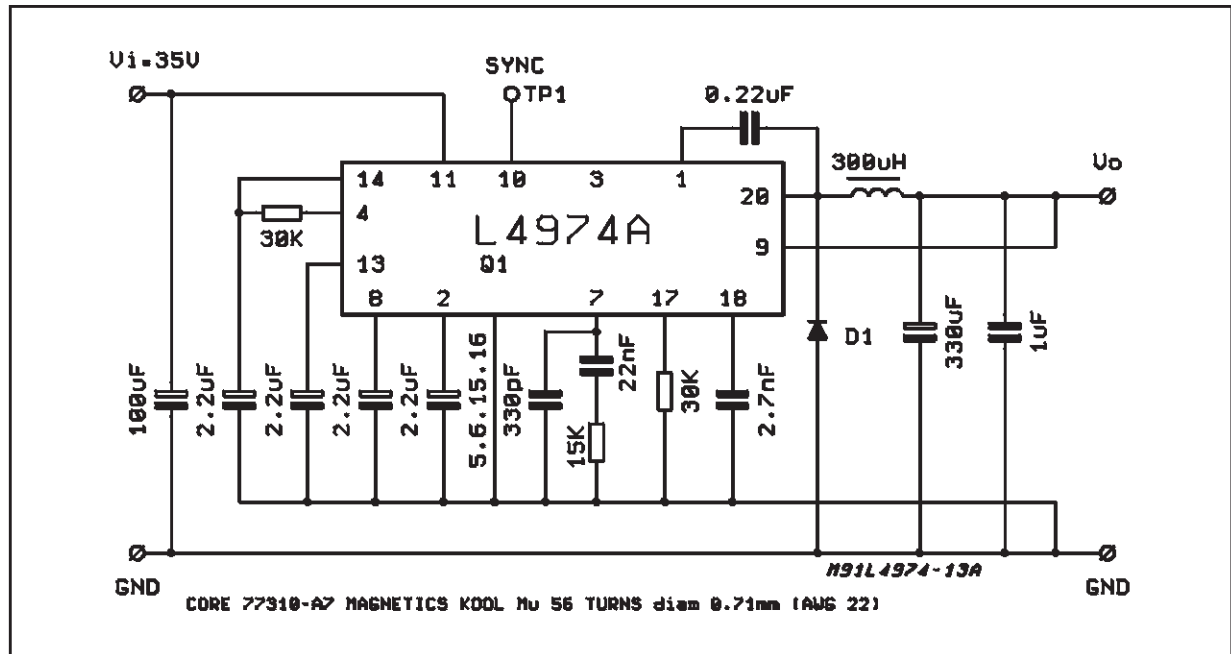 Vi=35V
SYNC
TP1
0.22uF
300uH
Vo
14
11
10
3
1
20
4
30K
L4974A
13
Q1
9
8
2
7
17
18
100uF
2.2uF
2.2uF
2.2uF
2.2uF
5.6.15.16
330pF
22nF
15K
30K
2.7nF
D1
330uF
1uF
M91L4974-13A
GND
GND
CORE 77310-A7 MAGNETICS KOOL Mu 56 TURNS diam 0.71mm (AWG 22)